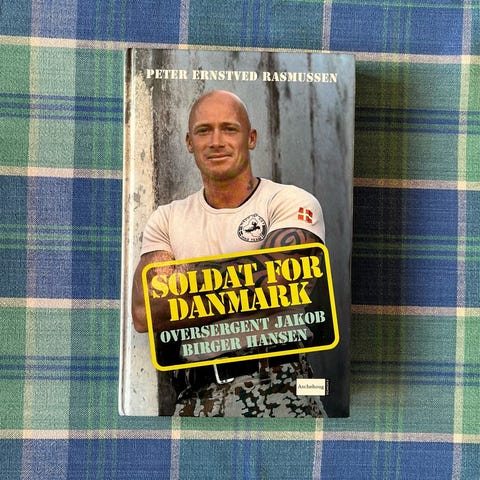 PETER ERNSTVED RASMUSSEN
SOLDAT FOR
DANMARK
OVERSERGENT JAKOB
BIRGER HANSEN
Aschehoug